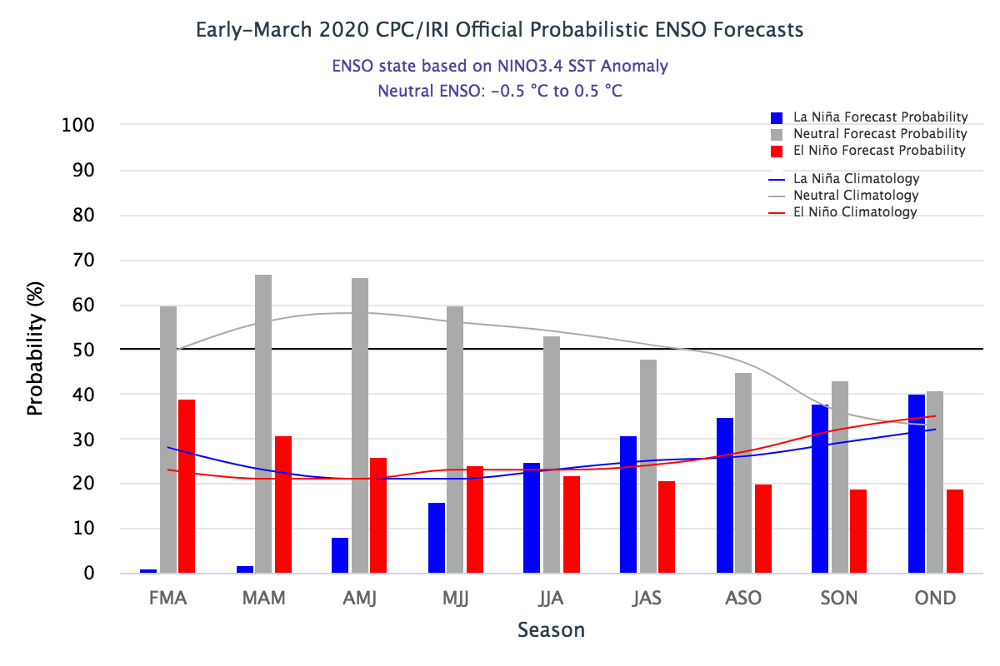 Early-March 2020 CPC/IRI Official Probabilistic ENSO Forecasts
ENSO state based on NINO3.4 SST Anomaly
Neutral ENSO: -0.5 °C to 0.5 °C
La Niña Forecast Probability
Neutral Forecast Probability
El Niño Forecast Probability
La Niña Climatology
Neutral Climatology
El Niño Climatology
Probability (%)
100
90
80
70
60
50
40
30
20
10
0
FMA MAM AMJ MJJ JJA JAS ASO SON OND
Season